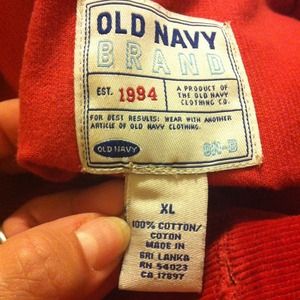 OLD NAVY
BRAND
EST. 1994
A PRODUCT OF
THE OLD NAVY
CLOTHING CO.
FOR BEST RESULTS: WEAR WITH ANOTHER
ARTICLE OF OLD NAVY CLOTHING.
OLD NAVY
ON-B
XL
100% COTTON/
COTON
MADE IN
SRI LANKA
RN 54023
CA 17897